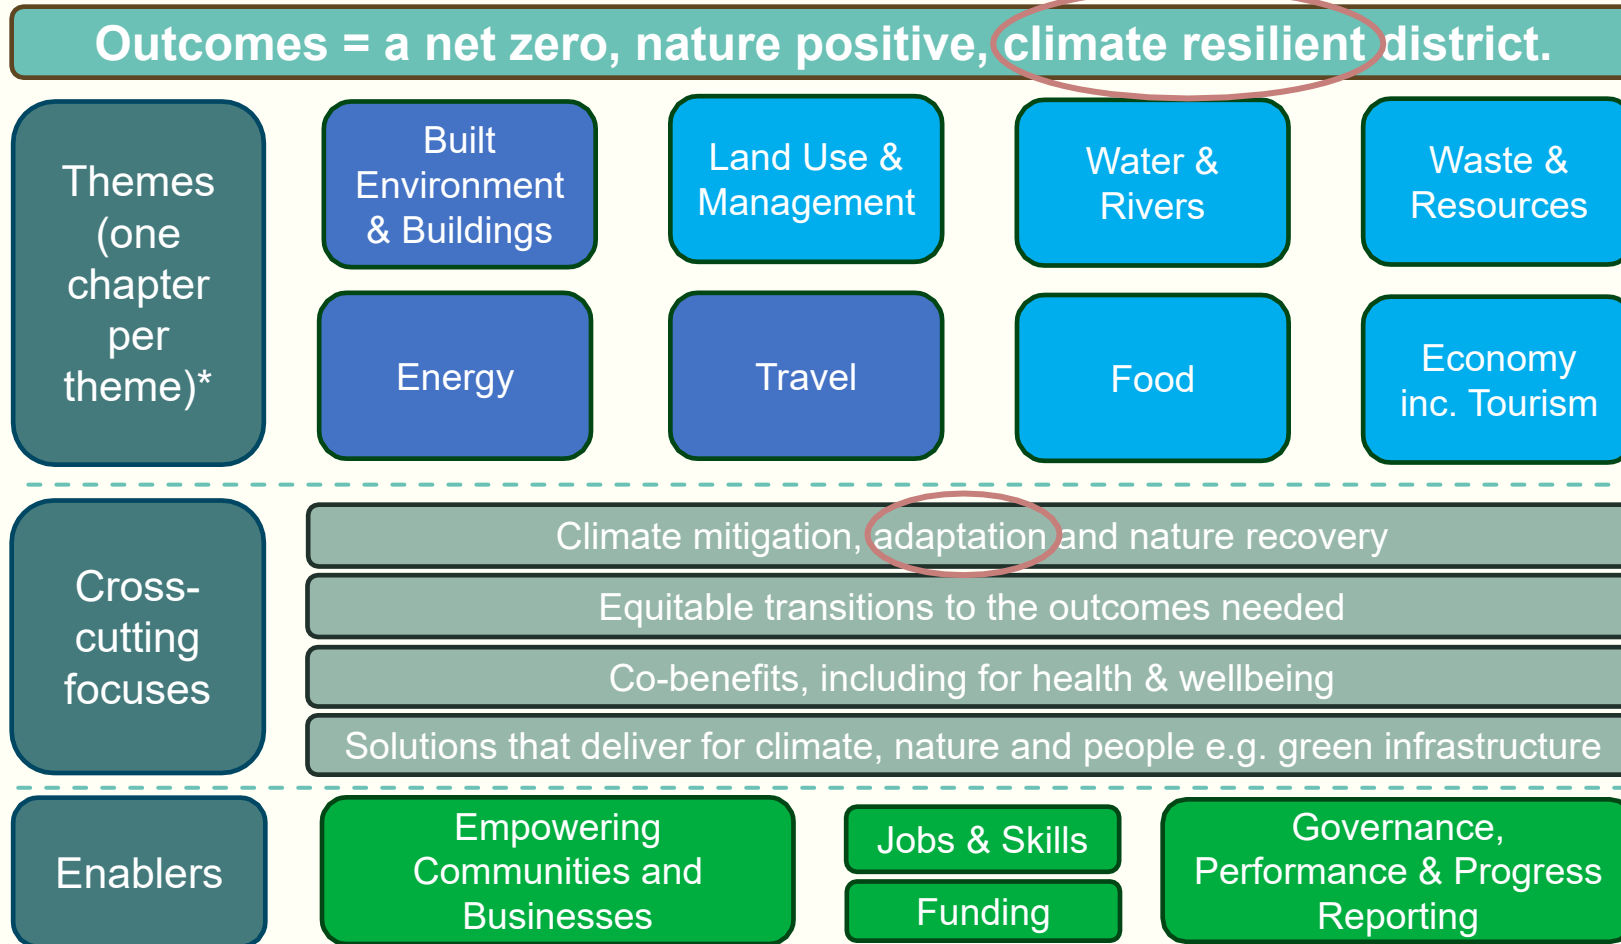 Outcomes = a net zero, nature positive, climate resilient district.
Themes
(one
chapter
per
theme)*
Built
Environment
& Buildings
Land Use &
Management
Water &
Rivers
Waste &
Resources
Energy
Travel
Food
Economy
inc. Tourism
Cross-
cutting
focuses
Climate mitigation, adaptation and nature recovery
Equitable transitions to the outcomes needed
Co-benefits, including for health & wellbeing
Solutions that deliver for climate, nature and people e.g. green infrastructure
Enablers
Empowering
Communities and
Businesses
Jobs & Skills
Funding
Governance,
Performance & Progress
Reporting